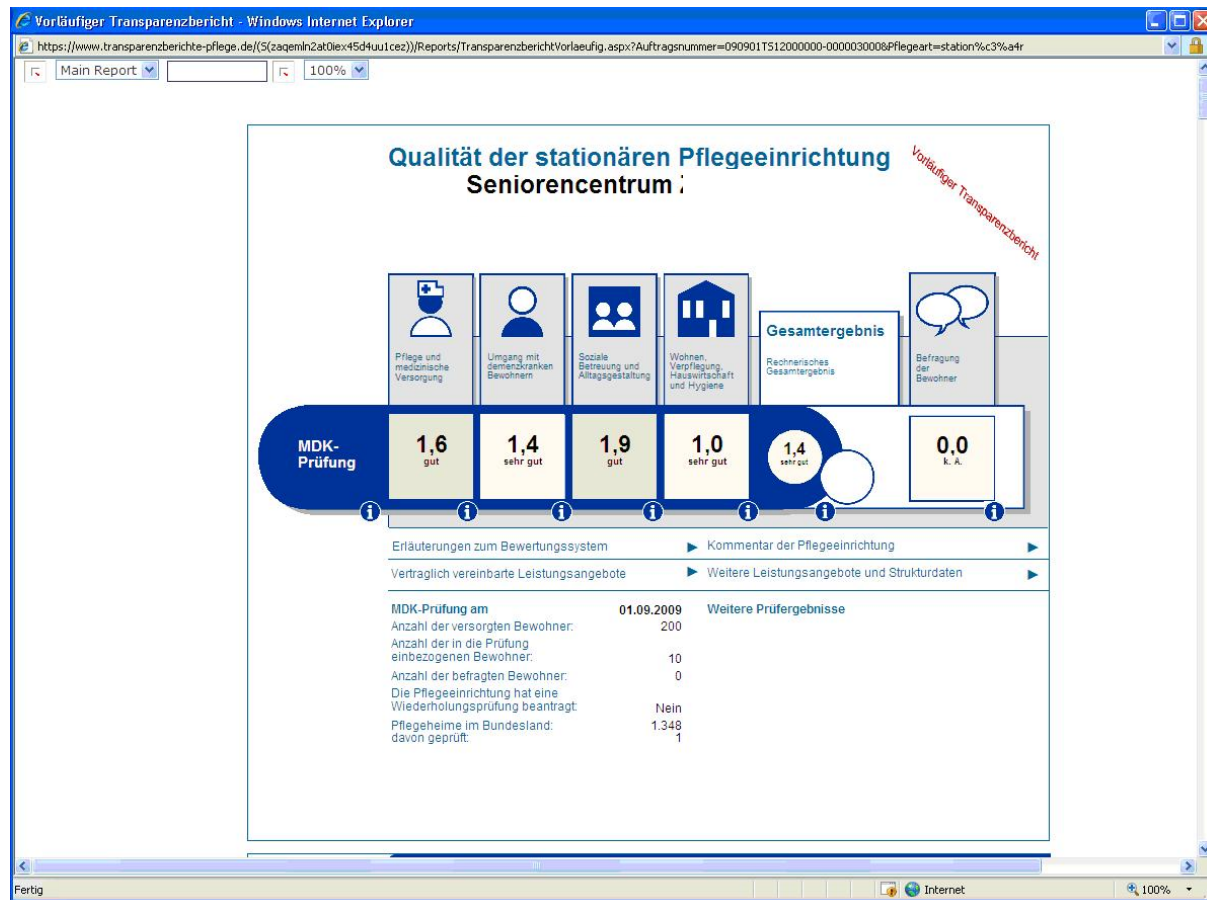 Vorläufiger Transparenzbericht - Windows Internet Explorer
https://www.transparenzberichte-pflege.de/(S(zaqemln2at0iex45d4uu1cez))/Reports/TransparenzberichtVorlaeufig.aspx?Auftragsnummer=090901TS12000000-000003000&Pflegeart=station%c3%a4r
Main Report
100%
Qualität der stationären Pflegeeinrichtung
Seniorencentrum
Vorläufiger Transparenzbericht
Pflege und
medizinische
Versorgung
Umgang mit
demenzkranken
Bewohnern
Soziale
Betreuung und
Alltagsgestaltung
Wohnen,
Verpflegung,
Hauswirtschaft
und Hygiene
Gesamtergebnis
Rechnerisches
Gesamtergebnis
Befragung
der
Bewohner
MDK-
Prüfung
1,6
gut
1,4
sehr gut
1,9
gut
1,0
sehr gut
1,4
sehr gut
0,0
k. A.
Erläuterungen zum Bewertungssystem
Kommentar der Pflegeeinrichtung
Vertraglich vereinbarte Leistungsangebote
Weitere Leistungsangebote und Strukturdaten
MDK-Prüfung am 01.09.2009
Weitere Prüfergebnisse
Anzahl der versorgten Bewohner: 200
Anzahl der in die Prüfung
einbezogenen Bewohner: 10
Anzahl der befragten Bewohner: 0
Die Pflegeeinrichtung hat eine
Wiederholungsprüfung beantragt: Nein
Pflegeheime im Bundesland: 1.348
davon geprüft: 1
Fertig
Internet
100%